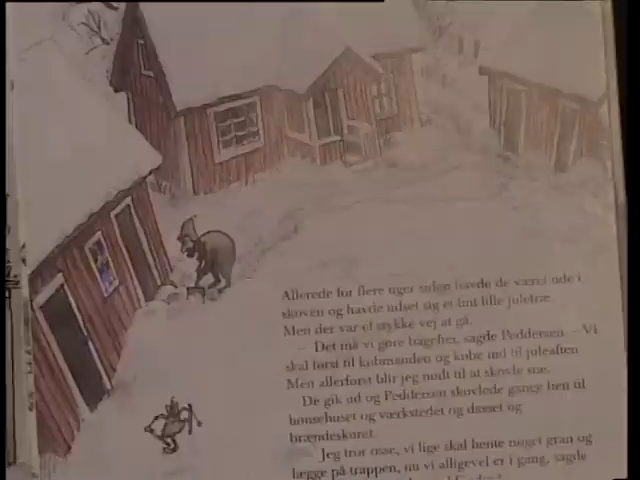 Allerede for flere uger siden havde de været ude i
skoven og havde udset sig et fint lille juletræ.
Men der var et stykke vej at gå.
– Det må vi gøre bagefter, sagde Peddersen. – Vi
skal først til købmanden og købe ind til juleaften.
Men allerførst blir jeg nødt til at skovle sne.
De gik ud og Peddersen skovlede gange hen til
hønsehuset og værkstedet og dasset og
brændeskuret.
Jeg tror osse, vi lige skal hente noget gran og
lægge på trappen, nu vi alligevel er i gang, sagde